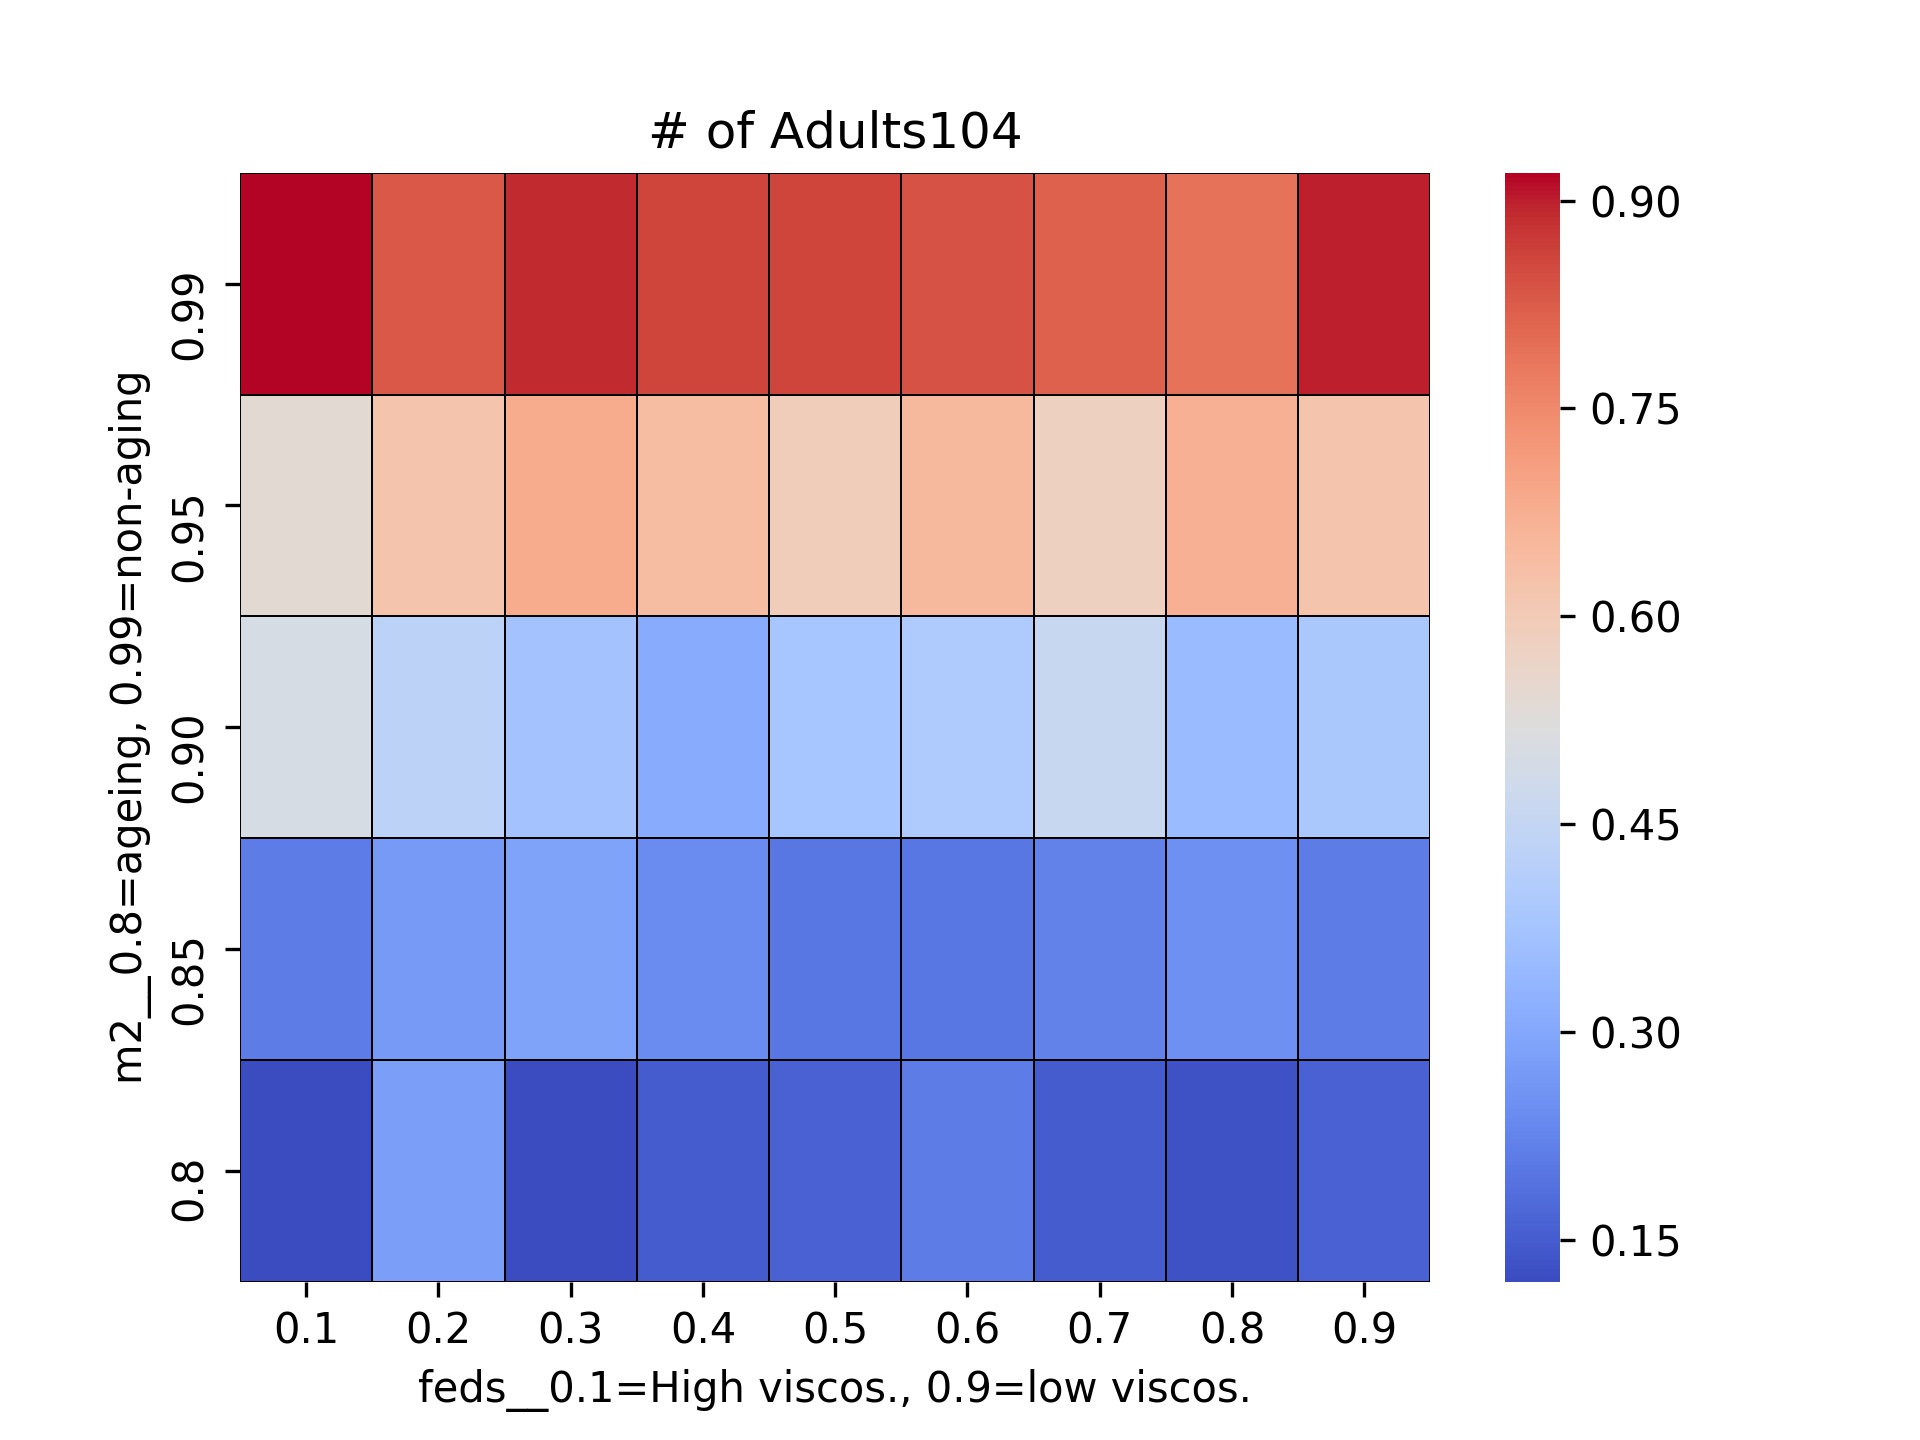 # of Adults104
m2__0.8=ageing, 0.99=non-aging
0.99
0.95
0.90
0.85
0.8
0.1 0.2 0.3 0.4 0.5 0.6 0.7 0.8 0.9
feds__0.1=High viscos., 0.9=low viscos.
0.90
0.75
0.60
0.45
0.30
0.15